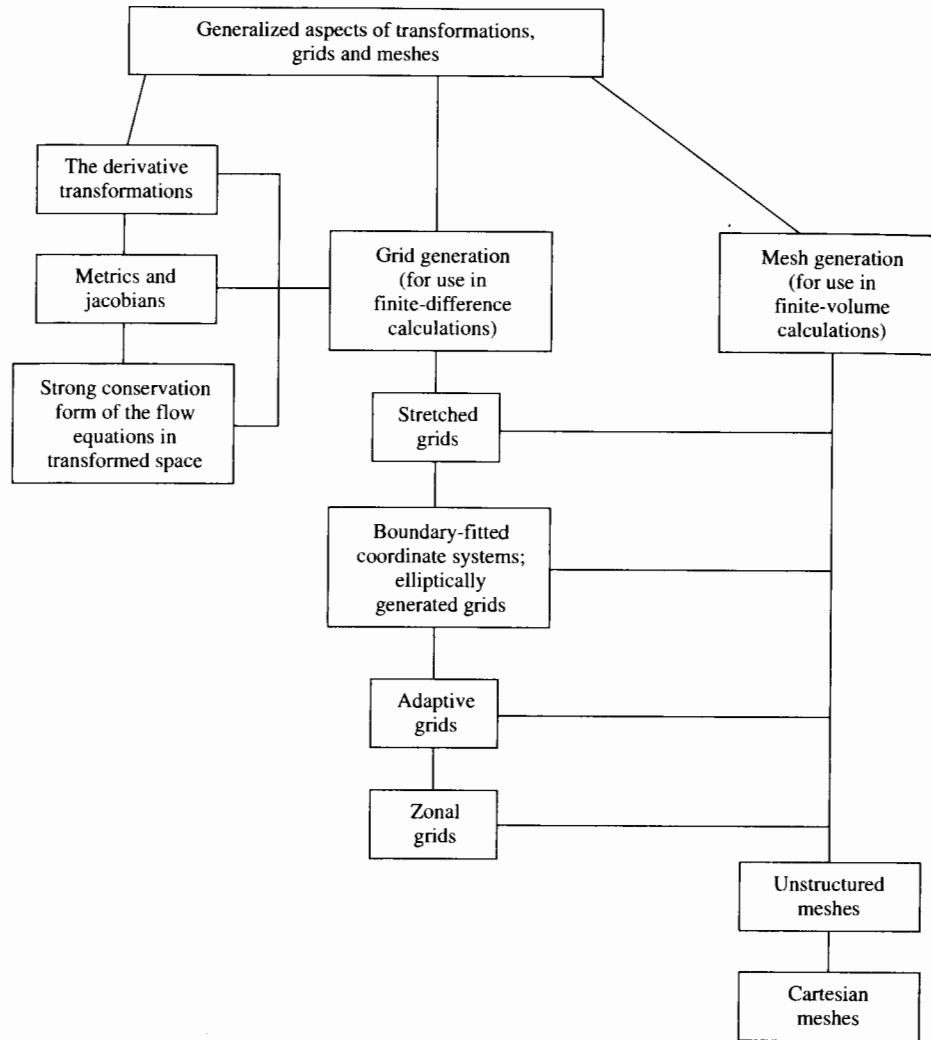 Generalized aspects of transformations,
grids and meshes
The derivative
transformations
Metrics and
jacobians
Strong conservation
form of the flow
equations in
transformed space
Grid generation
(for use in
finite-difference
calculations)
Stretched
grids
Boundary-fitted
coordinate systems;
elliptically
generated grids
Adaptive
grids
Zonal
grids
Mesh generation
(for use in
finite-volume
calculations)
Unstructured
meshes
Cartesian
meshes